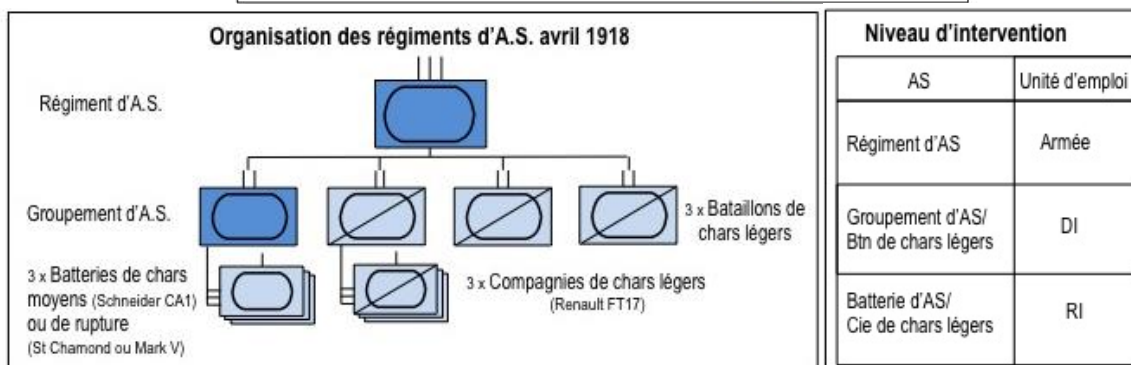 Organisation des régiments d'A.S. avril 1918
Régiment d'A.S.
Groupement d'A.S.
3 x Bataillons de
chars légers
3 x Batteries de chars
moyens (Schneider CA1)
ou de rupture
(St Chamond ou Mark V)
3 x Compagnies de chars légers
(Renault FT17)
Niveau d'intervention
AS
Unité d'emploi
Règiment d'AS
Armée
Groupement d'AS/
Btn de chars légers
DI
Batterie d'AS/
Cie de chars légers
RI